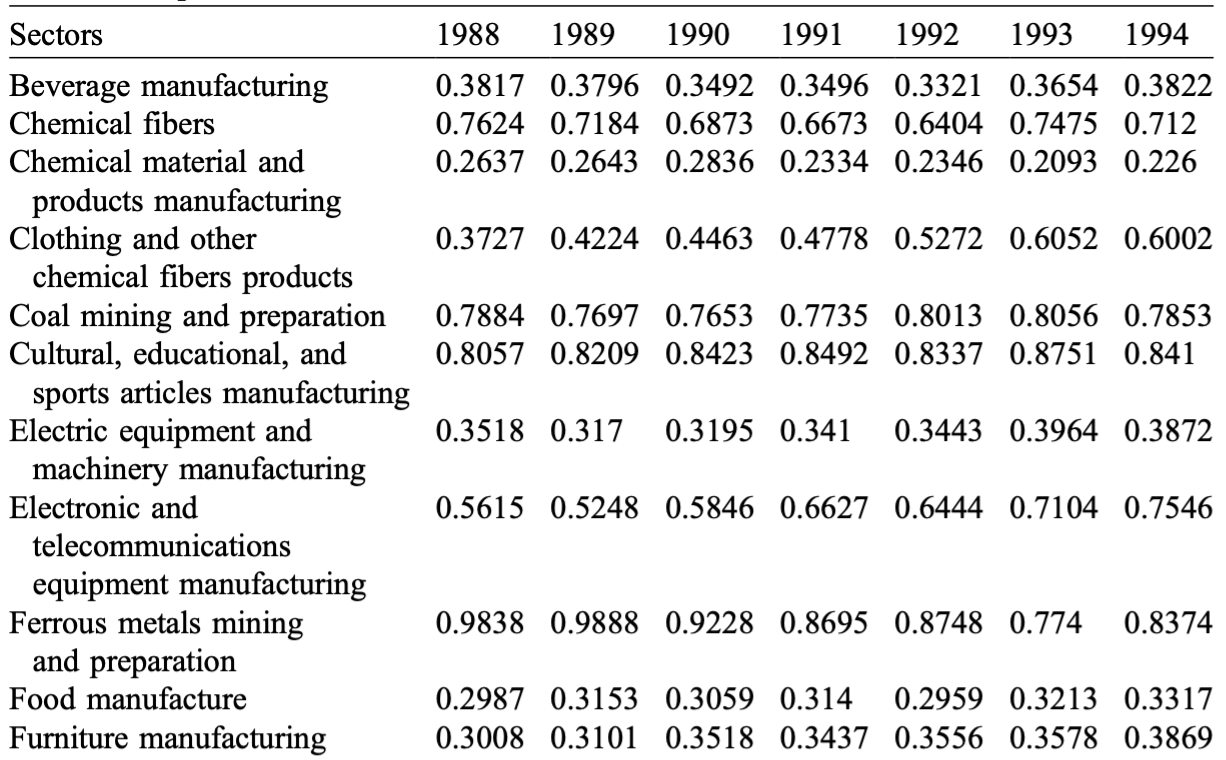 Sectors 1988 1989 1990 1991 1992 1993 1994
Beverage manufacturing 0.3817 0.3796 0.3492 0.3496 0.3321 0.3654 0.3822
Chemical fibers 0.7624 0.7184 0.6873 0.6673 0.6404 0.7475 0.712
Chemical material and 0.2637 0.2643 0.2836 0.2334 0.2346 0.2093 0.226
products manufacturing
Clothing and other 0.3727 0.4224 0.4463 0.4778 0.5272 0.6052 0.6002
chemical fibers products
Coal mining and preparation 0.7884 0.7697 0.7653 0.7735 0.8013 0.8056 0.7853
Cultural, educational, and 0.8057 0.8209 0.8423 0.8492 0.8337 0.8751 0.841
sports articles manufacturing
Electric equipment and 0.3518 0.317 0.3195 0.341 0.3443 0.3964 0.3872
machinery manufacturing
Electronic and 0.5615 0.5248 0.5846 0.6627 0.6444 0.7104 0.7546
telecommunications
equipment manufacturing
Ferrous metals mining 0.9838 0.9888 0.9228 0.8695 0.8748 0.774 0.8374
and preparation
Food manufacture 0.2987 0.3153 0.3059 0.314 0.2959 0.3213 0.3317
Furniture manufacturing 0.3008 0.3101 0.3518 0.3437 0.3556 0.3578 0.3869